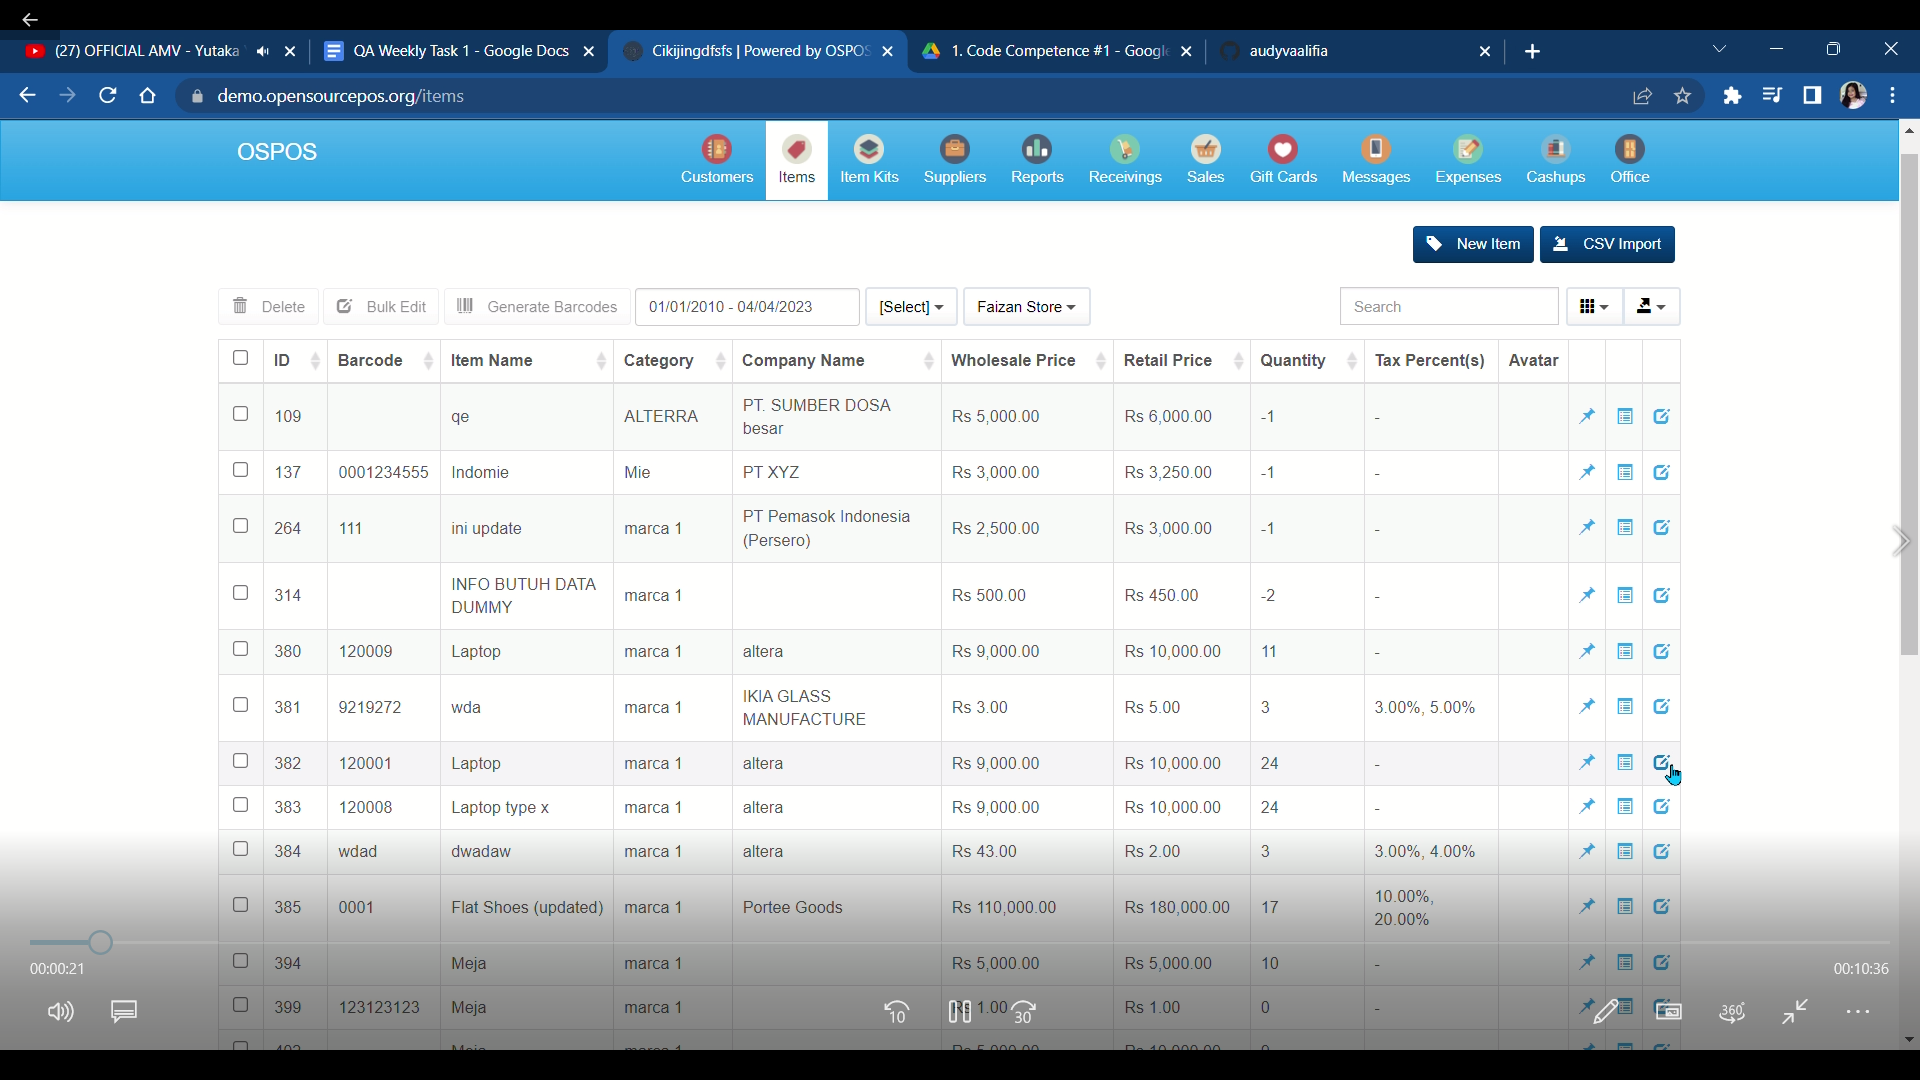 (27) OFFICIAL AMV - Yutaka
QA Weekly Task 1 - Google Docs
Cikijingdfsfs | Powered by OSPOS
1. Code Competence #1 - Google
audyvaalifia
demo.opensourcepos.org/items
OSPOS
Customers Items Item Kits Suppliers Reports Receivings Sales Gift Cards Messages Expenses Cashups Office
New Item CSV Import
Delete Bulk Edit Generate Barcodes 01/01/2010 - 04/04/2023 [Select] Faizan Store Search
ID Barcode Item Name Category Company Name Wholesale Price Retail Price Quantity Tax Percent(s) Avatar
109 qe ALTERRA PT. SUMBER DOSA Rs 5,000.00 Rs 6,000.00 -1 -
besar
137 0001234555 Indomie Mie PT XYZ Rs 3,000.00 Rs 3,250.00 -1 -
264 111 ini update marca 1 PT Pemasok Indonesia Rs 2,500.00 Rs 3,000.00 -1 -
(Persero)
314 INFO BUTUH DATA marca 1 Rs 500.00 Rs 450.00 -2 -
DUMMY
380 120009 Laptop marca 1 altera Rs 9,000.00 Rs 10,000.00 11 -
381 9219272 wda marca 1 IKIA GLASS Rs 3.00 Rs 5.00 3 3.00%, 5.00%
MANUFACTURE
382 120001 Laptop marca 1 altera Rs 9,000.00 Rs 10,000.00 24 -
383 120008 Laptop type x marca 1 altera Rs 9,000.00 Rs 10,000.00 24 -
384 wdad dwadaw marca 1 altera Rs 43.00 Rs 2.00 3 3.00%, 4.00%
385 0001 Flat Shoes (updated) marca 1 Portee Goods Rs 110,000.00 Rs 180,000.00 17 10.00%,
20.00%
394 Meja marca 1 Rs 5,000.00 Rs 5,000.00 10 -
00:00:21 00:10:36
399 123123123 Meja marca 1 Rs 1.00 Rs 1.00 0 -
10 30 360°